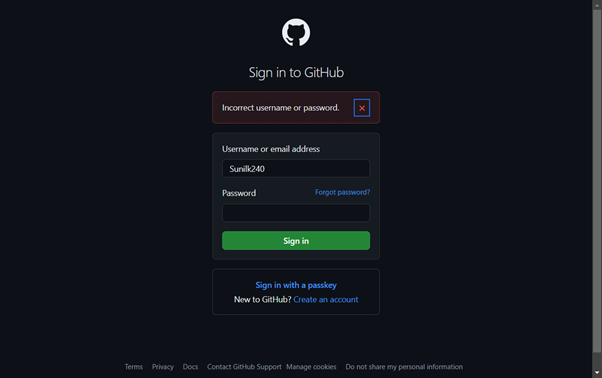 Sign in to GitHub
Incorrect username or password.
Username or email address
Sunilk240
Password Forgot password?
Sign in
Sign in with a passkey
New to GitHub? Create an account
Terms Privacy Docs Contact GitHub Support Manage cookies Do not share my personal information